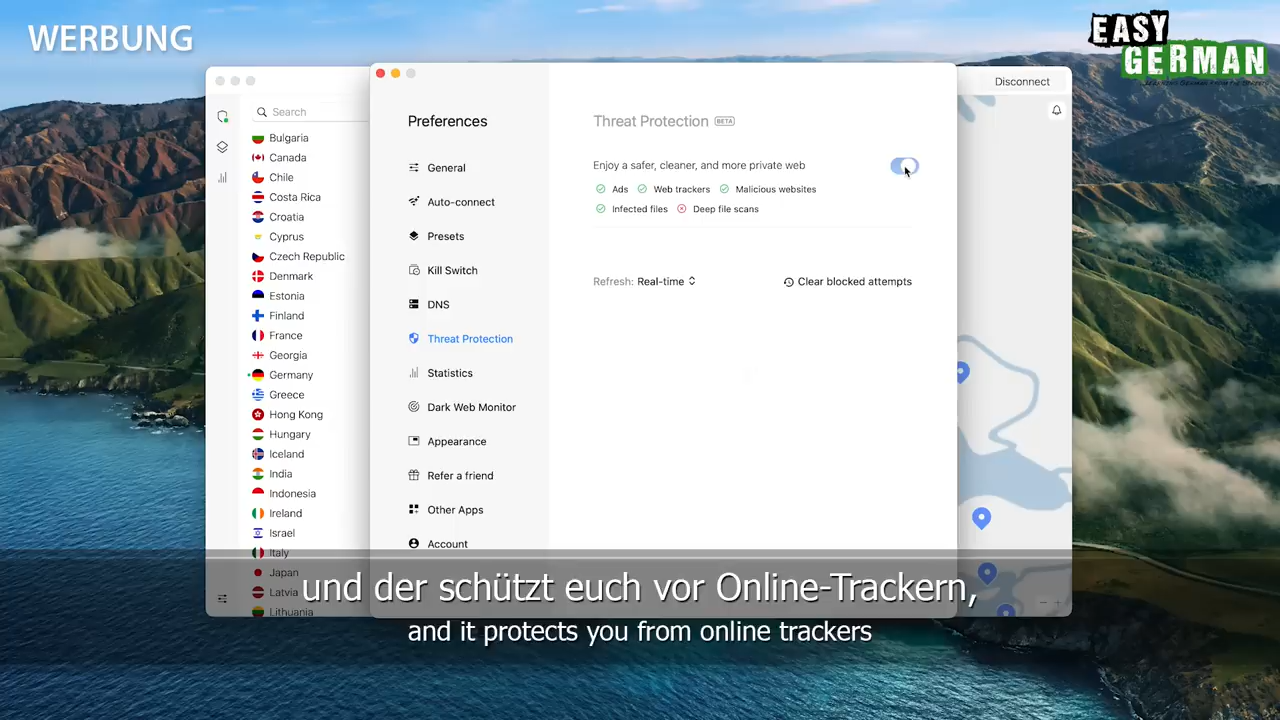 WERBUNG
EASY
GERMAN
Disconnect
Search
Bulgaria
Canada
Chile
Costa Rica
Croatia
Cyprus
Czech Republic
Denmark
Estonia
Finland
France
Georgia
Germany
Greece
Hong Kong
Hungary
Iceland
India
Indonesia
Ireland
Israel
Italy
Japan
Latvia
Lithuania
Preferences
General
Auto-connect
Presets
Kill Switch
DNS
Threat Protection
Statistics
Dark Web Monitor
Appearance
Refer a friend
Other Apps
Account
Threat Protection BETA
Enjoy a safer, cleaner, and more private web
Ads Web trackers Malicious websites
Infected files Deep file scans
Refresh: Real-time Clear blocked attempts
und der schützt euch vor Online-Trackern,
and it protects you from online trackers